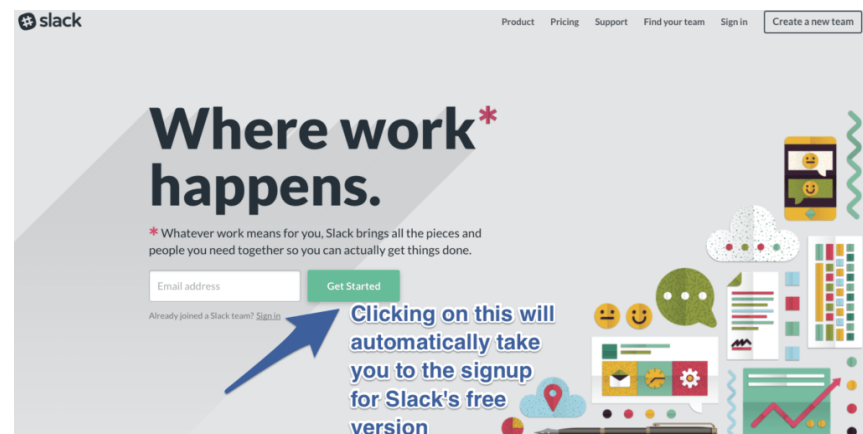 slack
Product Pricing Support Find your team Sign in Create a new team
Where work*
happens.
* Whatever work means for you, Slack brings all the pieces and
people you need together so you can actually get things done.
Email address Get Started
Already joined a Slack team? Sign in
Clicking on this will
automatically take
you to the signup
for Slack's free
version